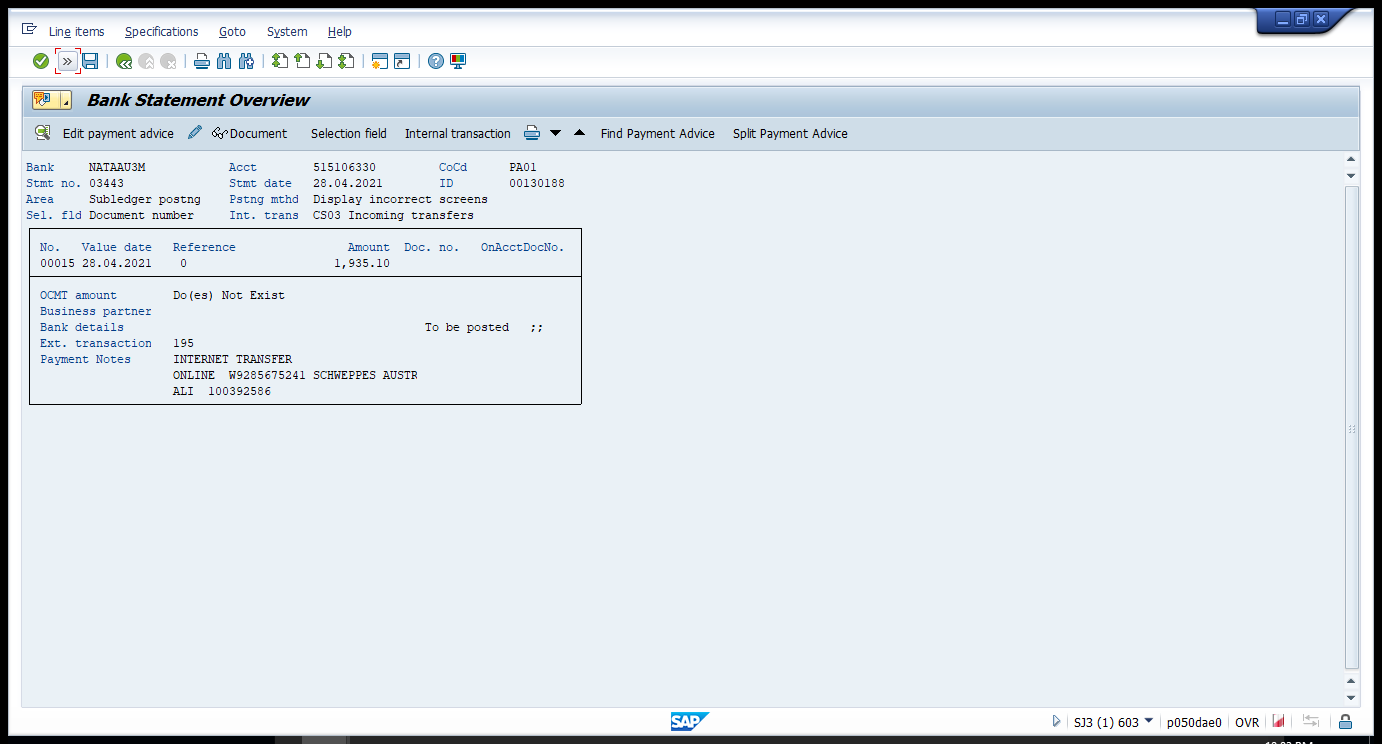 Line items Specifications Goto System Help
Bank Statement Overview
Edit payment advice Document Selection field Internal transaction Find Payment Advice Split Payment Advice
Bank NATAAU3M Acct 515106330 CoCd PA01
Stmt no. 03443 Stmt date 28.04.2021 ID 00130188
Area Subledger postng Pstng mthd Display incorrect screens
Sel. fld Document number Int. trans CS03 Incoming transfers
No. Value date Reference Amount Doc. no. OnAcctDocNo.
00015 28.04.2021 0 1,935.10
OCMT amount Do(es) Not Exist
Business partner
Bank details To be posted ;;
Ext. transaction 195
Payment Notes INTERNET TRANSFER
ONLINE W9285675241 SCHWEPPES AUSTR
ALI 100392586
SAP SJ3 (1) 603 p050dae0 OVR